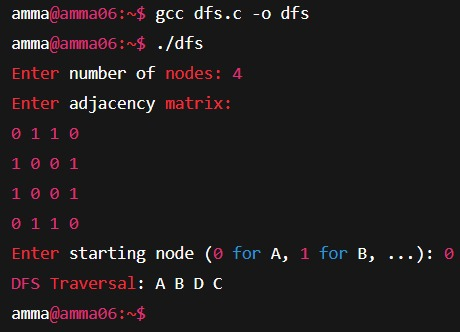 amma@amma06:~$ gcc dfs.c -o dfs
amma@amma06:~$ ./dfs
Enter number of nodes: 4
Enter adjacency matrix:
0 1 1 0
1 0 0 1
1 0 0 1
0 1 1 0
Enter starting node (0 for A, 1 for B, ...): 0
DFS Traversal: A B D C
amma@amma06:~$